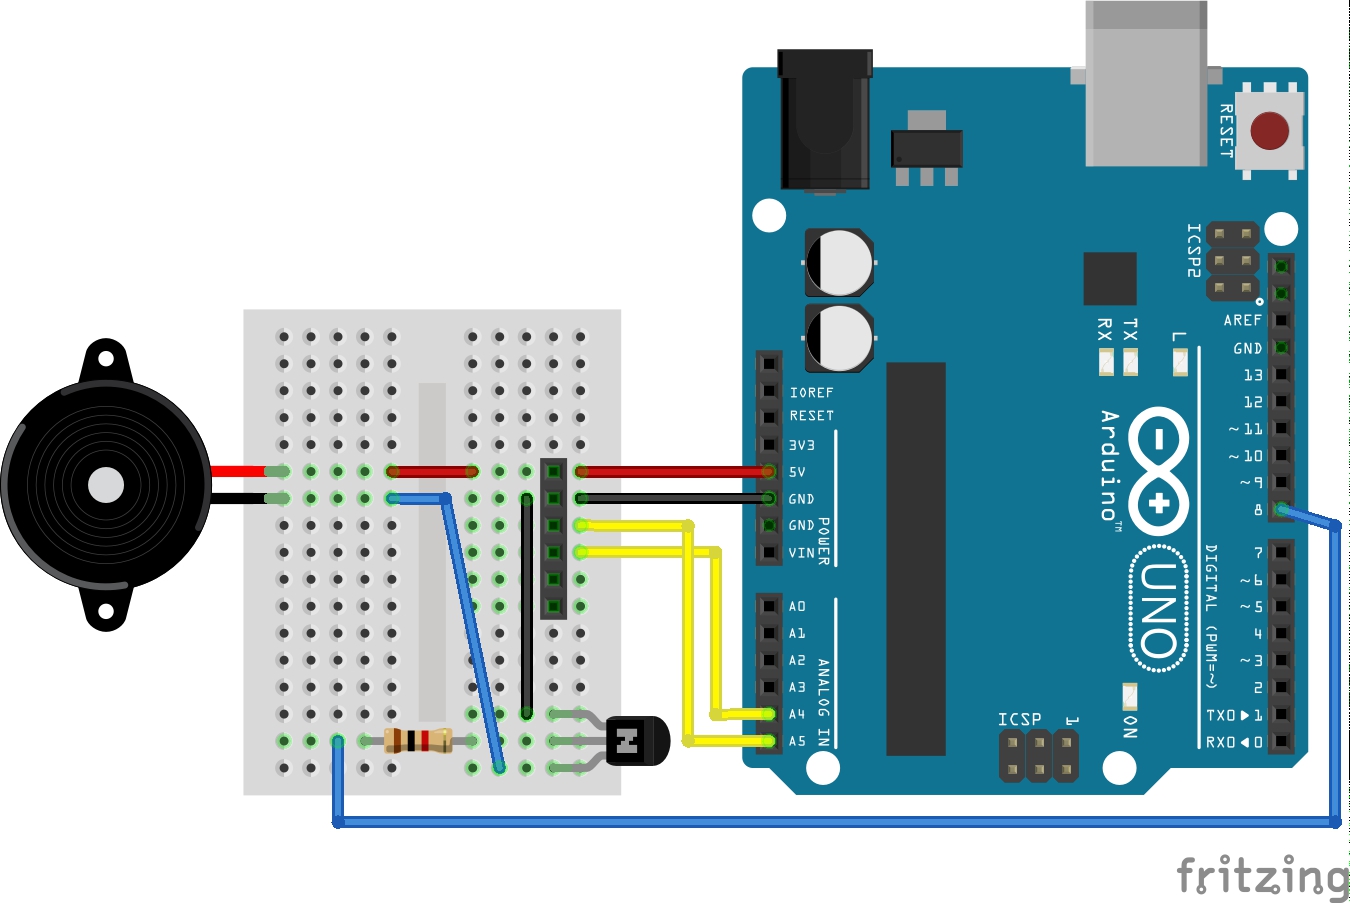 RESET
ICSP2
AREF
GND
13
12
~11
~10
~9
8
RX
TX
L
IOREF
RESET
3V3
5V
GND
GND
VIN
POWER
Arduino™
UNO
7
~6
~5
4
~3
2
TX0▶1
RX0◀0
DIGITAL (PWM=~)
A0
A1
A2
A3
A4
A5
ANALOG IN
ICSP
1
ON
N
fritzing